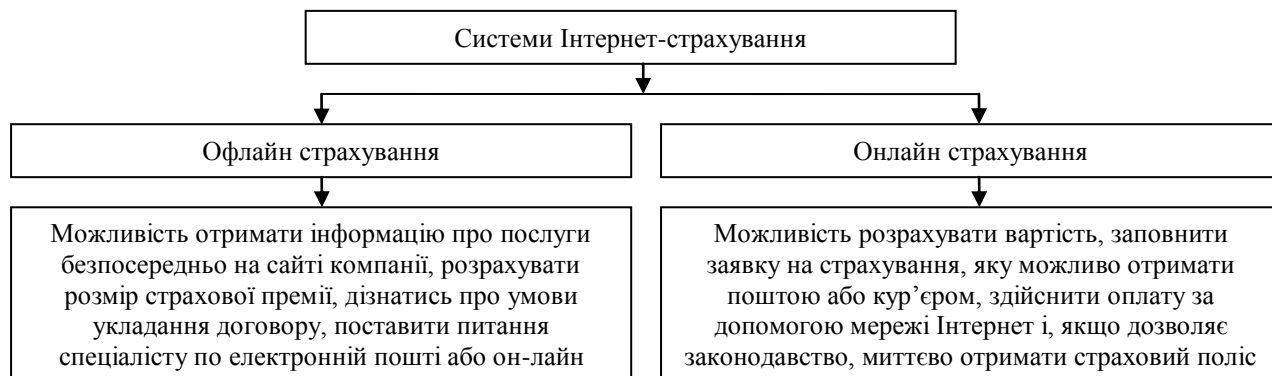 Системи Інтернет-страхування
Офлайн страхування
Онлайн страхування
Можливість отримати інформацію про послуги
безпосередньо на сайті компанії, розрахувати
розмір страхової премії, дізнатись про умови
укладання договору, поставити питання
спеціалісту по електронній пошті або он-лайн
Можливість розрахувати вартість, заповнити
заявку на страхування, яку можливо отримати
поштою або кур’єром, здійснити оплату за
допомогою мережі Інтернет і, якщо дозволяє
законодавство, миттєво отримати страховий поліс